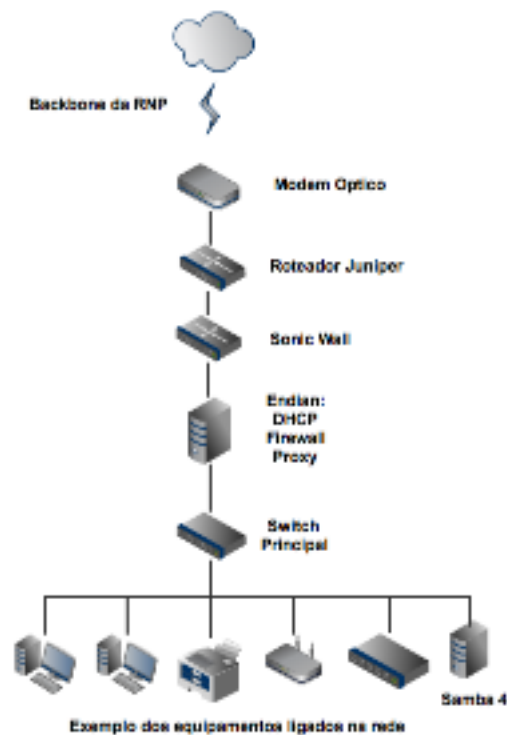 Backbone da RNP
Modem Optico
Roteador Juniper
Sonic Wall
Endian:
DHCP
Firewall
Proxy
Switch
Principal
Samba 4
Exemplo dos equipamentos ligados na rede